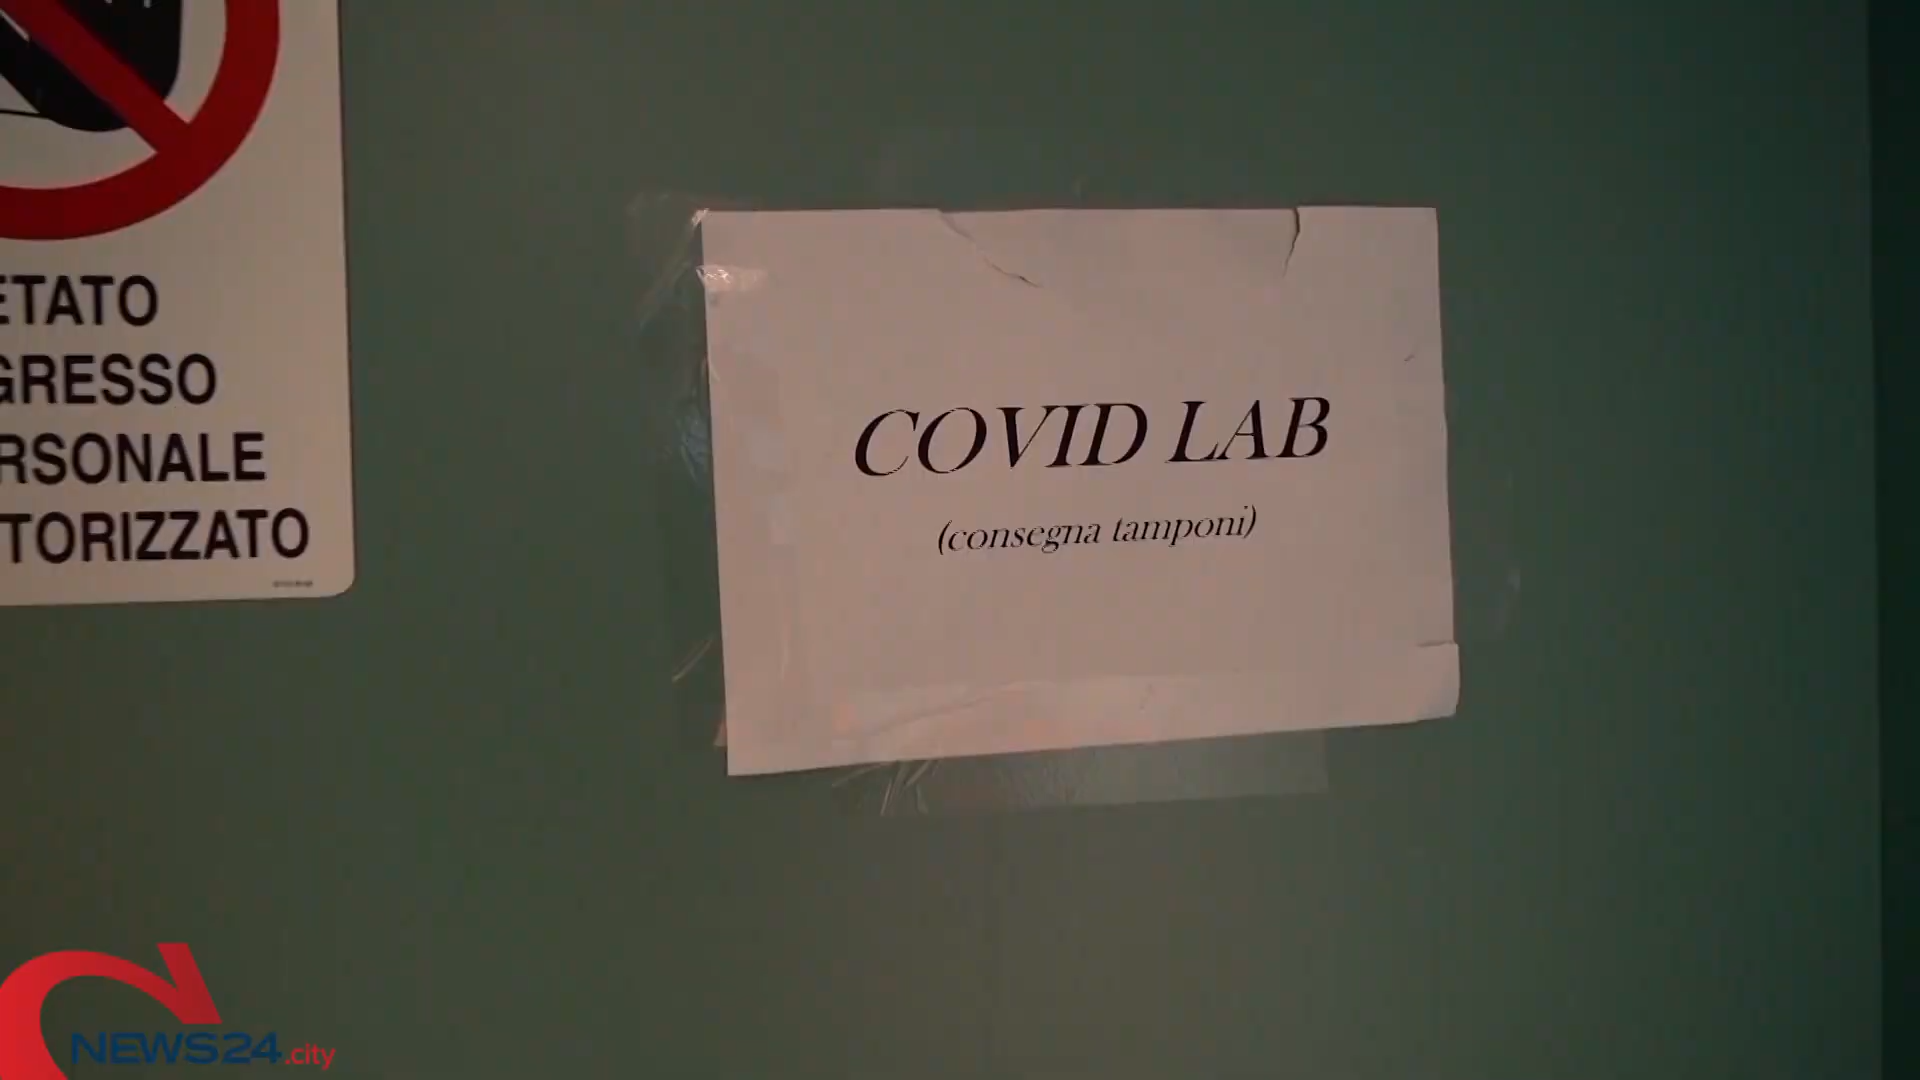 ETATO
GRESSO
RSONALE
TORIZZATO
COVID LAB
(consegna tamponi)
NEWS24.city